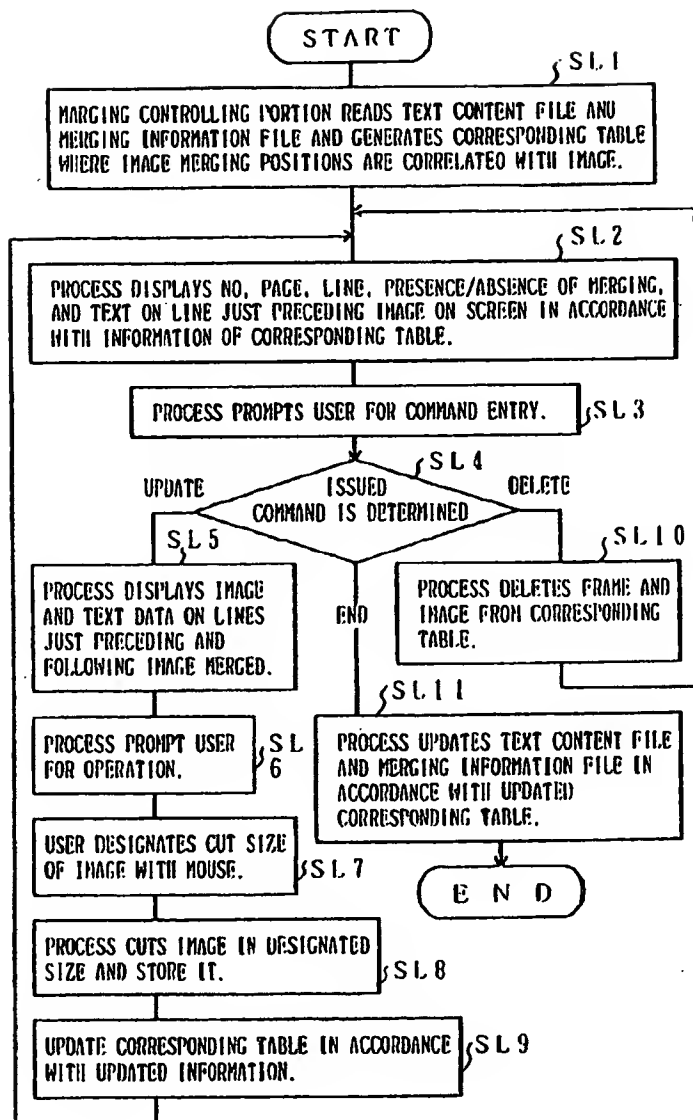 START
SL1
MARGING CONTROLLING PORTION READS TEXT CONTENT FILE AND
MERGING INFORMATION FILE AND GENERATES CORRESPONDING TABLE
WHERE IMAGE MERGING POSITIONS ARE CORRELATED WITH IMAGE.
SL2
PROCESS DISPLAYS NO, PAGE, LINE, PRESENCE/ABSENCE OF MERGING,
AND TEXT ON LINE JUST PRECEDING IMAGE ON SCREEN IN ACCORDANCE
WITH INFORMATION OF CORRESPONDING TABLE.
PROCESS PROMPTS USER FOR COMMAND ENTRY.
SL3
SL4
ISSUED
COMMAND IS DETERMINED
UPDATE
DELETE
END
SL5
PROCESS DISPLAYS IMAGE
AND TEXT DATA ON LINES
JUST PRECEDING AND
FOLLOWING IMAGE MERGED.
SL10
PROCESS DELETES FRAME AND
IMAGE FROM CORRESPONDING
TABLE.
PROCESS PROMPT USER
FOR OPERATION.
SL
6
SL11
PROCESS UPDATES TEXT CONTENT FILE
AND MERGING INFORMATION FILE IN
ACCORDANCE WITH UPDATED
CORRESPONDING TABLE.
USER DESIGNATES CUT SIZE
OF IMAGE WITH MOUSE.
SL7
END
PROCESS CUTS IMAGE IN DESIGNATED
SIZE AND STORE IT.
SL8
UPDATE CORRESPONDING TABLE IN ACCORDANCE
WITH UPDATED INFORMATION.
SL9